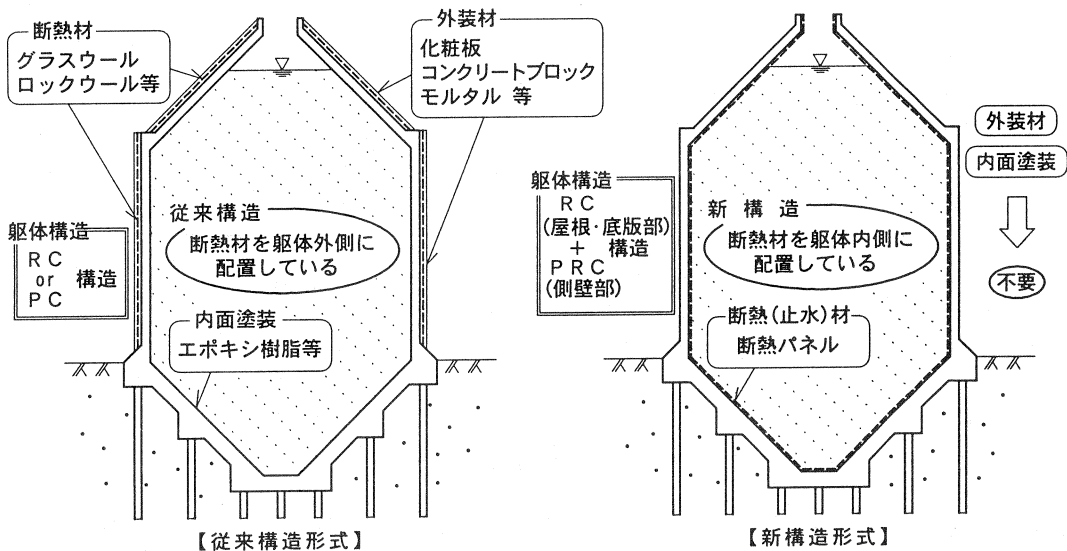 断熱材
グラスウール
ロックウール等
外装材
化粧板
コンクリートブロック
モルタル 等
従来構造
断熱材を躯体外側に
配置している
躯体構造
RC
or 構造
PC
内面塗装
エポキシ樹脂等
【従来構造形式】
外装材
内面塗装
不要
躯体構造
RC
(屋根・底版部)
+ 構造
PRC
(側壁部)
新構造
断熱材を躯体内側に
配置している
断熱(止水)材
断熱パネル
【新構造形式】